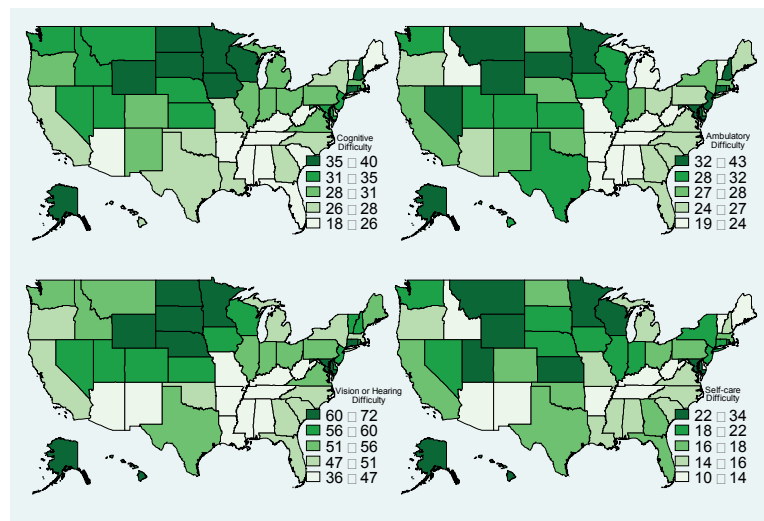 Cognitive
Difficulty
35 □ 40
31 □ 35
28 □ 31
26 □ 28
18 □ 26
Ambulatory
Difficulty
32 □ 43
28 □ 32
27 □ 28
24 □ 27
19 □ 24
Vision or Hearing
Difficulty
60 □ 72
56 □ 60
51 □ 56
47 □ 51
36 □ 47
Self-care
Difficulty
22 □ 34
18 □ 22
16 □ 18
14 □ 16
10 □ 14